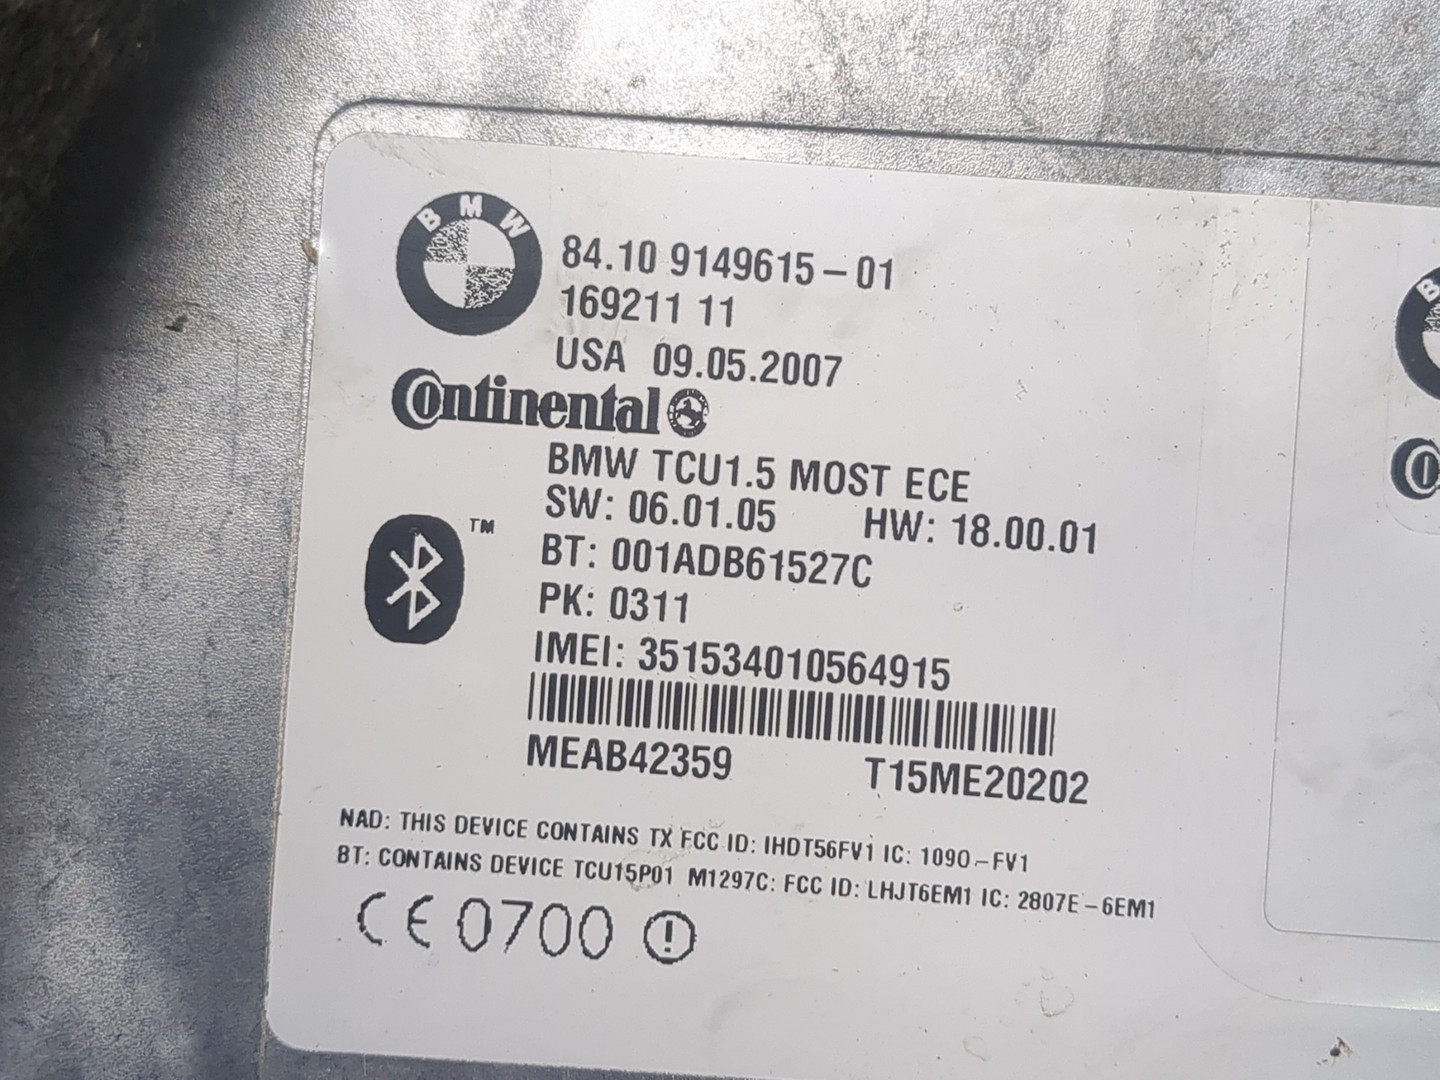 BMW
84.10 9149615-01
169211 11
USA 09.05.2007
Continental
BMW TCU1.5 MOST ECE
SW: 06.01.05 HW: 18.00.01
TM
BT: 001ADB61527C
PK: 0311
IMEI: 351534010564915
MEAB42359 T15ME20202
NAD: THIS DEVICE CONTAINS TX FCC ID: IHDT56FV1 IC: 1090-FV1
BT: CONTAINS DEVICE TCU15P01 M1297C: FCC ID: LHJT6EM1 IC: 2807E-6EM1
CE 0700 !